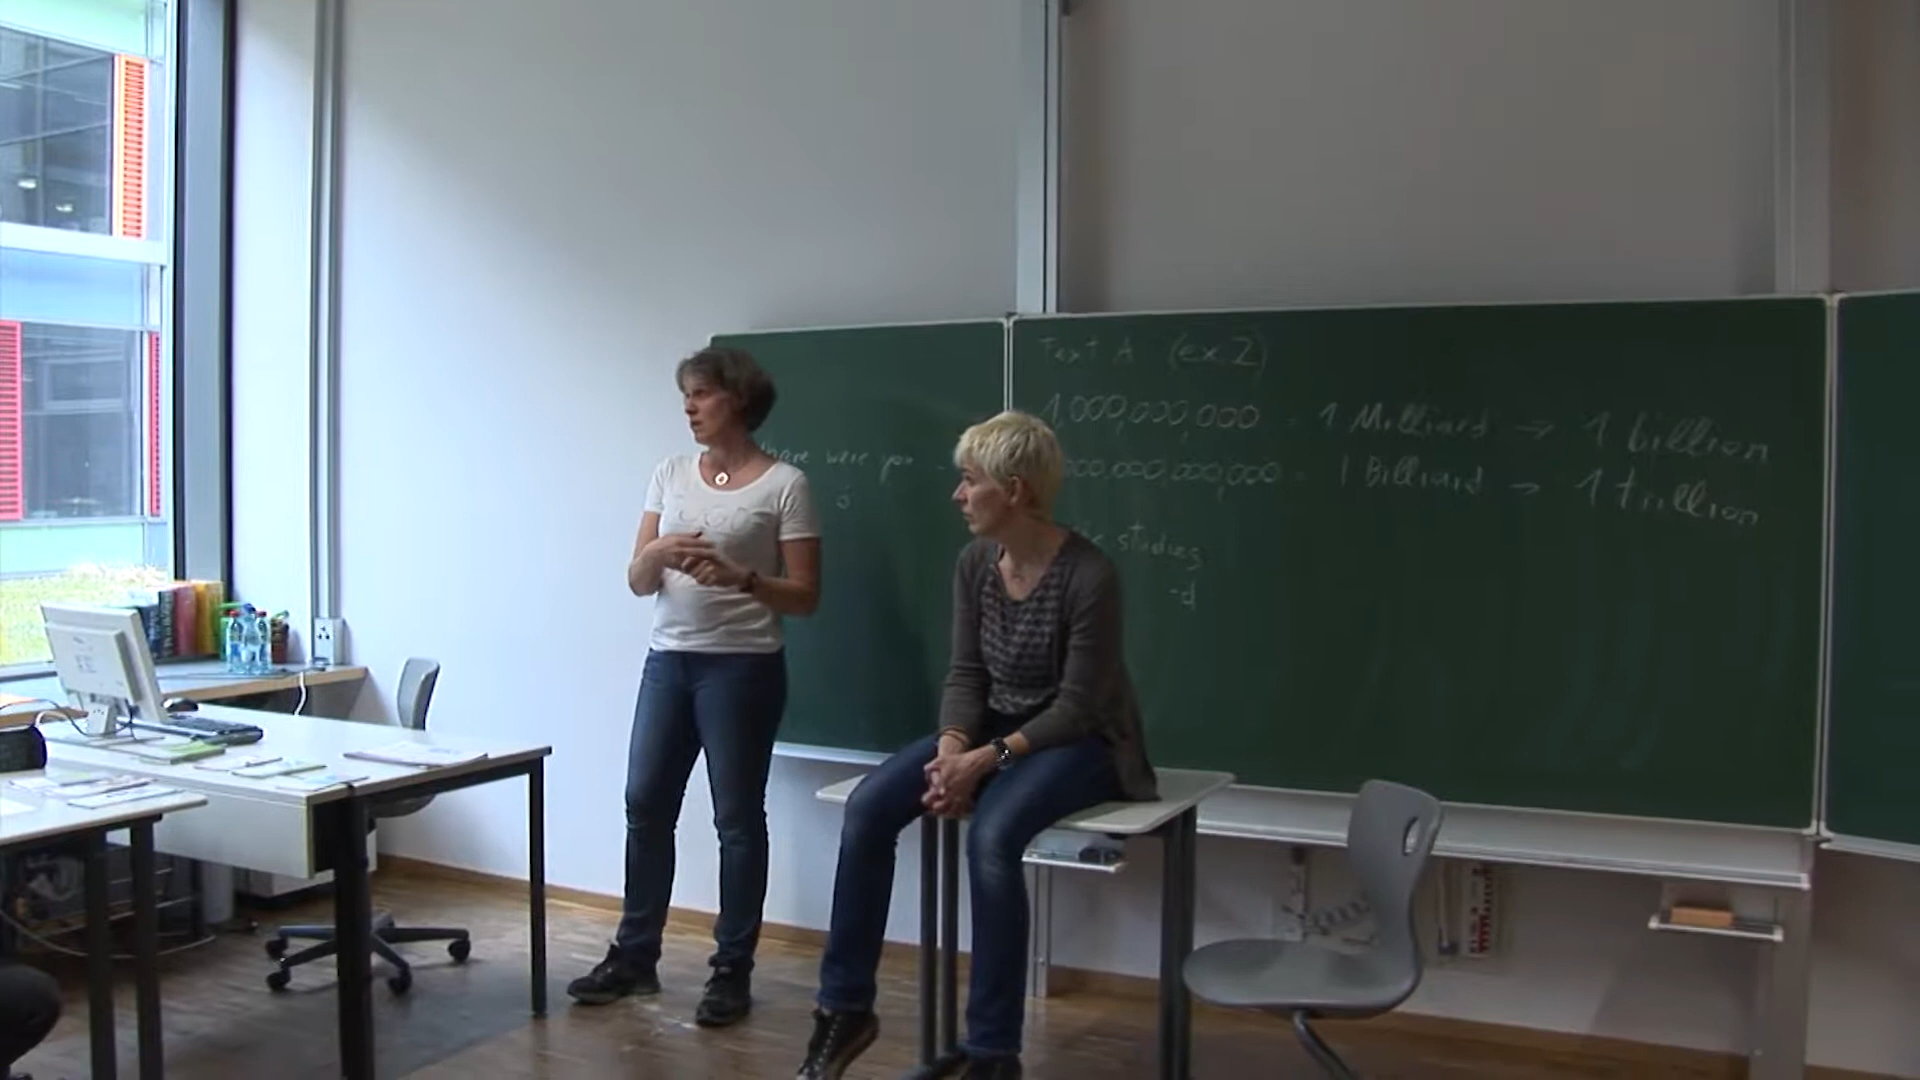 were you
Text A (ex 2)
1,000,000,000 = 1 Milliard → 1 billion
000.000,000,000 = 1 Billiard → 1 trillion
studies
-d